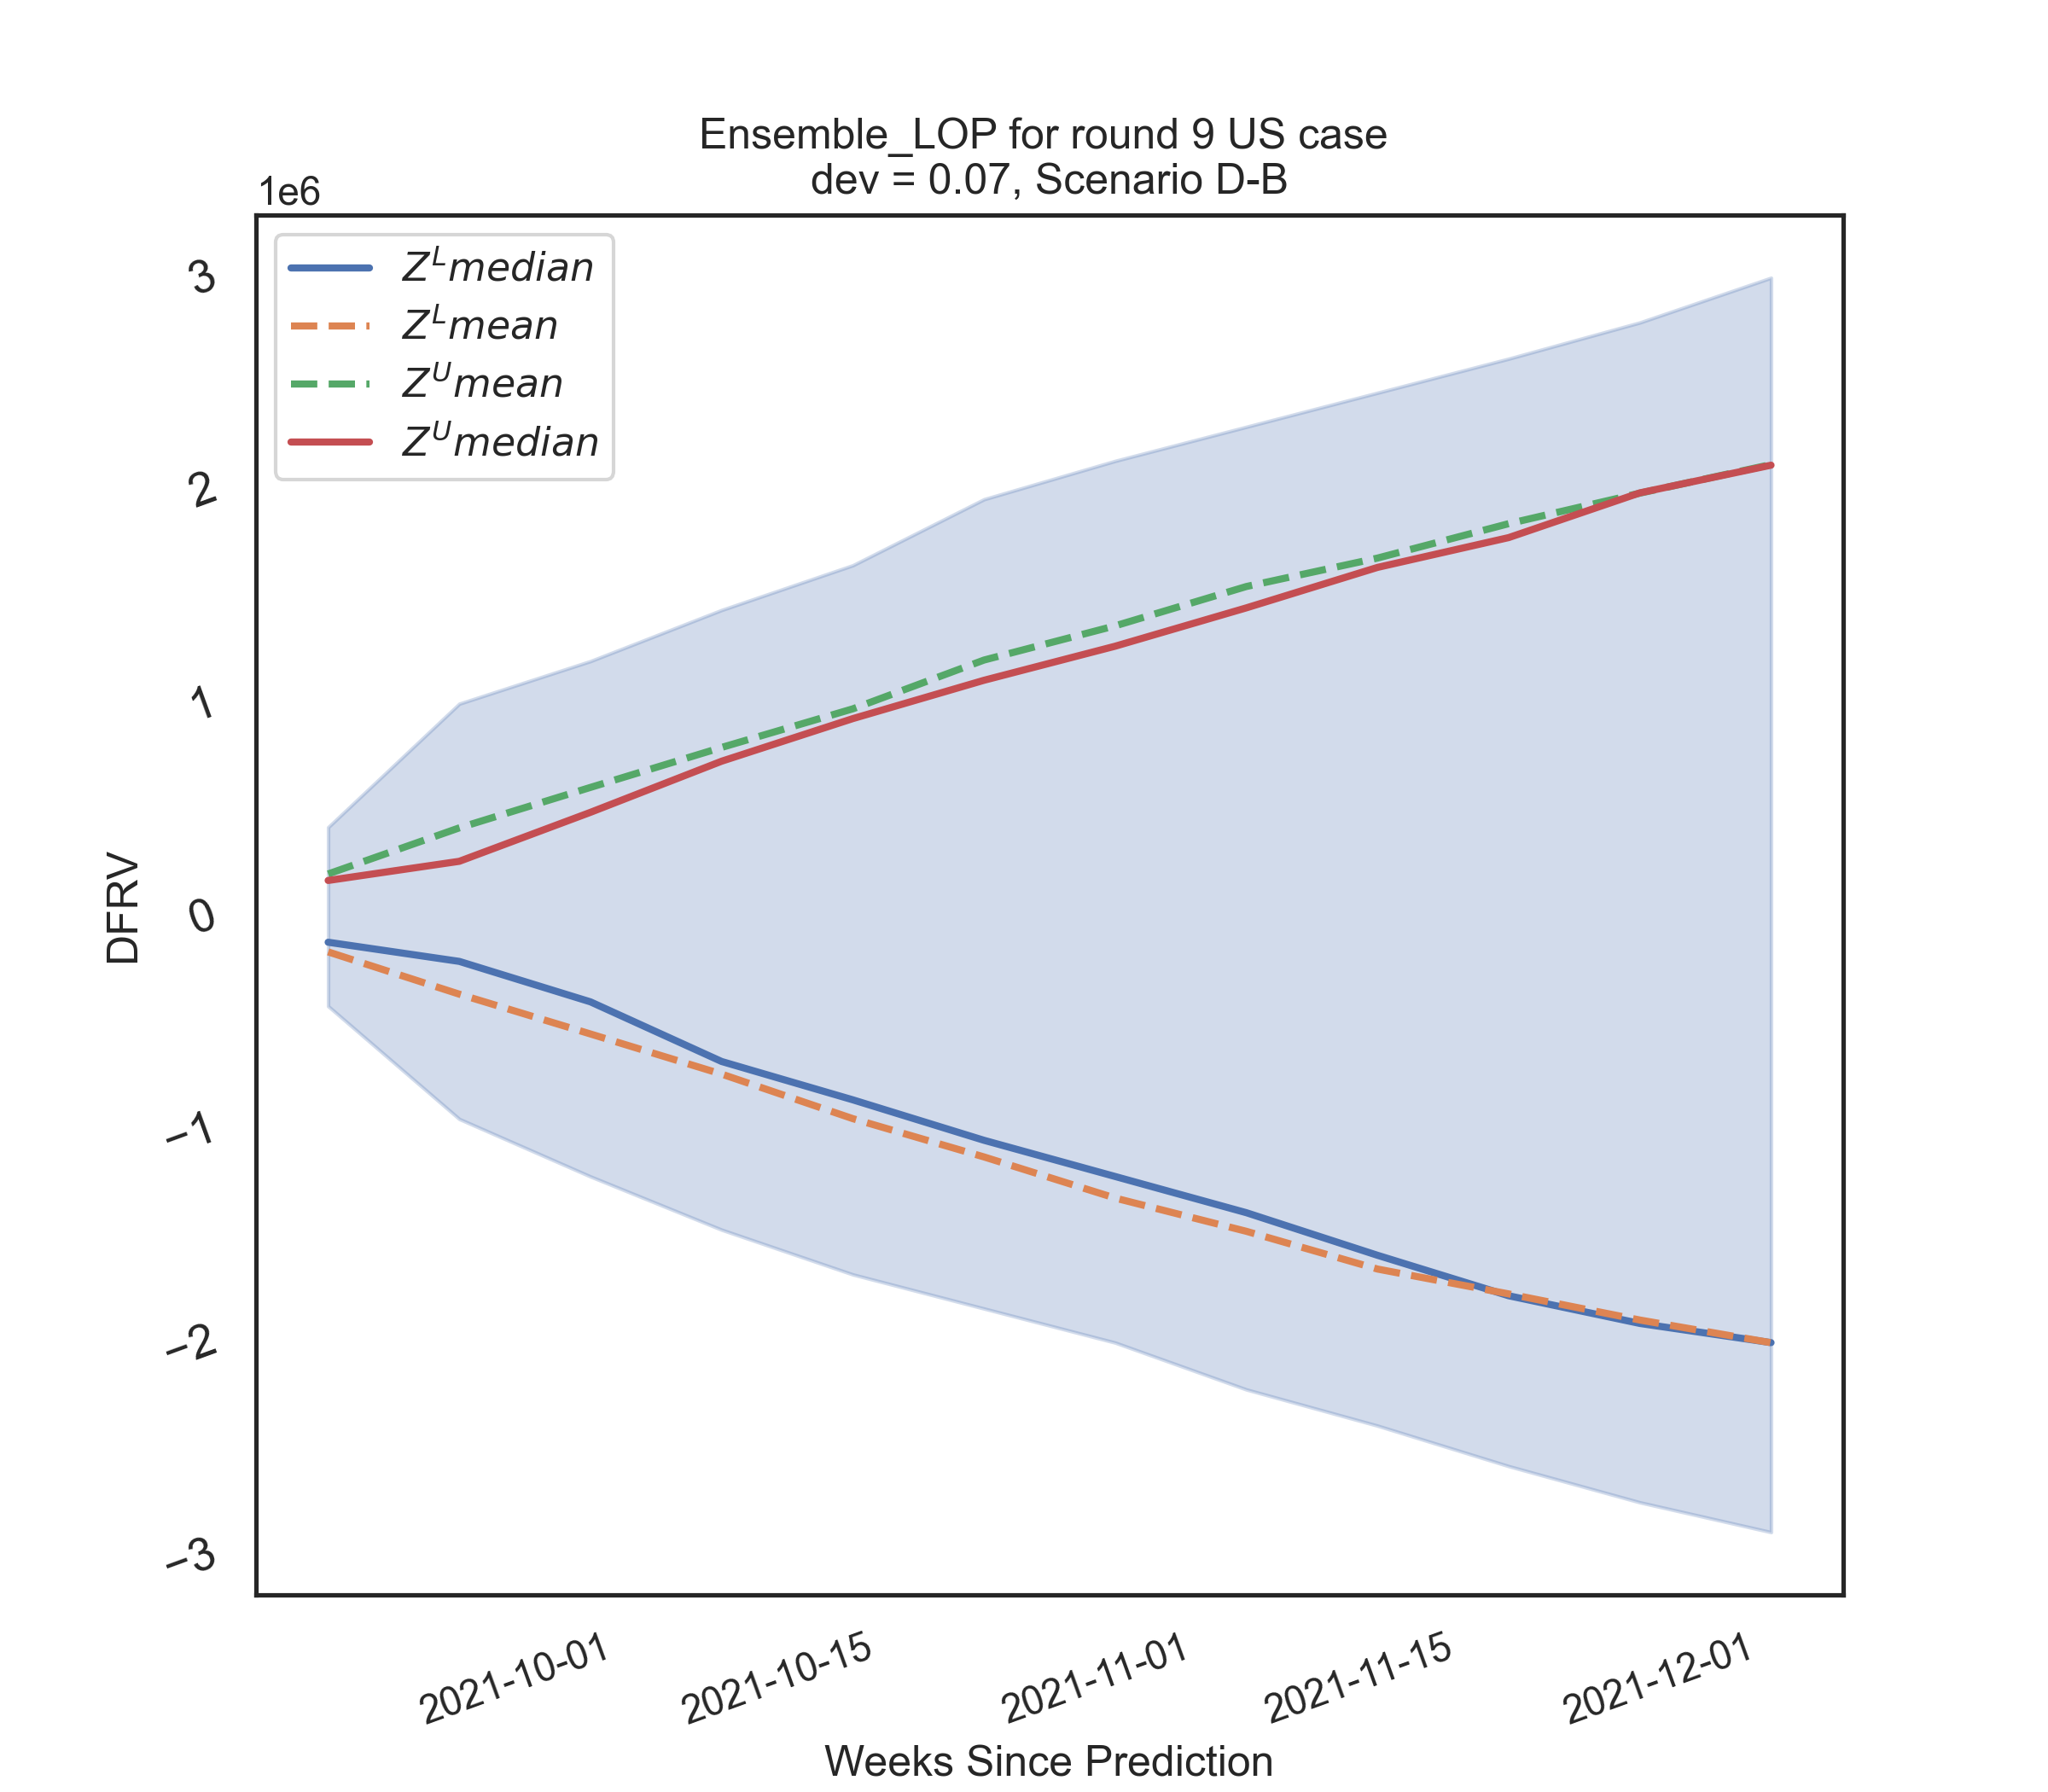 Ensemble_LOP for round 9 US case
dev = 0.07, Scenario D-B
1e6
Z^L median
Z^L mean
Z^U mean
Z^U median
3
2
1
0
−1
−2
−3
DFRV
2021-10-01
2021-10-15
2021-11-01
2021-11-15
2021-12-01
Weeks Since Prediction